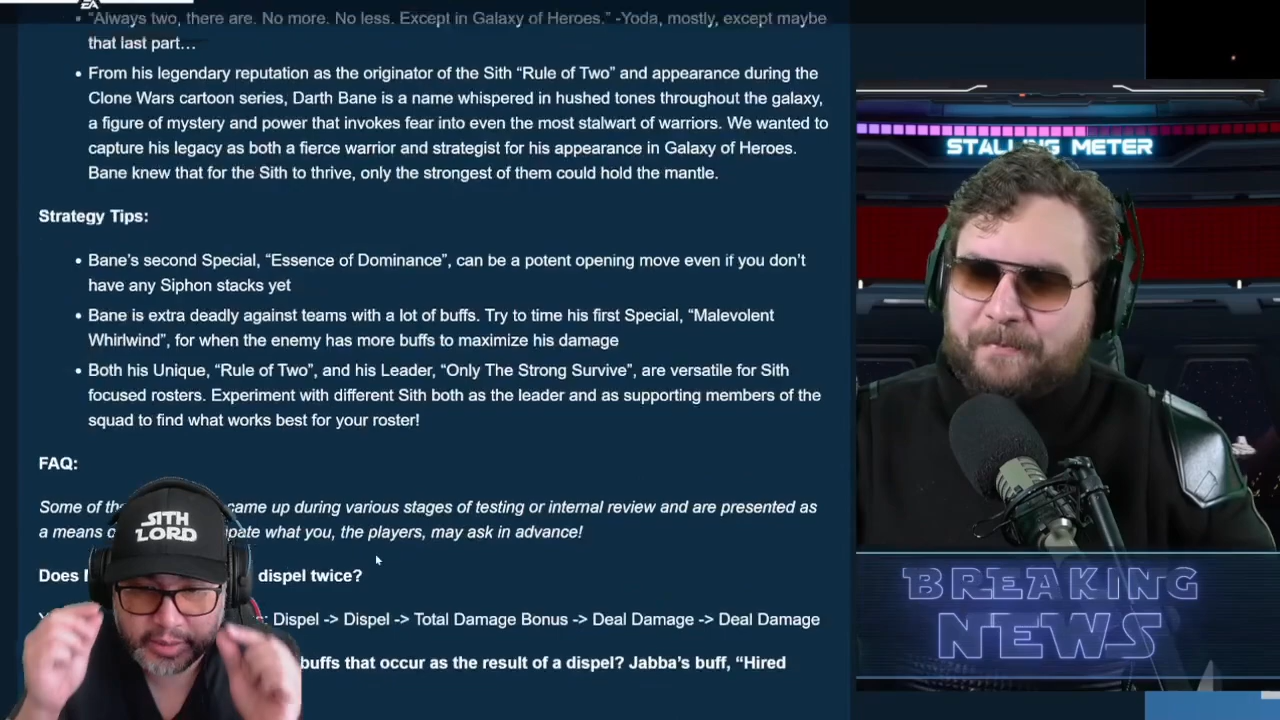 EA
• "Always two, there are. No more. No less. Except in Galaxy of Heroes." -Yoda, mostly, except maybe
that last part…
• From his legendary reputation as the originator of the Sith "Rule of Two" and appearance during the
Clone Wars cartoon series, Darth Bane is a name whispered in hushed tones throughout the galaxy,
a figure of mystery and power that invokes fear into even the most stalwart of warriors. We wanted to
capture his legacy as both a fierce warrior and strategist for his appearance in Galaxy of Heroes.
Bane knew that for the Sith to thrive, only the strongest of them could hold the mantle.
Strategy Tips:
• Bane's second Special, "Essence of Dominance", can be a potent opening move even if you don't
have any Siphon stacks yet
• Bane is extra deadly against teams with a lot of buffs. Try to time his first Special, "Malevolent
Whirlwind", for when the enemy has more buffs to maximize his damage
• Both his Unique, "Rule of Two", and his Leader, "Only The Strong Survive", are versatile for Sith
focused rosters. Experiment with different Sith both as the leader and as supporting members of the
squad to find what works best for your roster!
FAQ:
Some of the came up during various stages of testing or internal review and are presented as
a means what you, the players, may ask in advance!
Does dispel twice?
: Dispel -> Dispel -> Total Damage Bonus -> Deal Damage -> Deal Damage
buffs that occur as the result of a dispel? Jabba's buff, "Hired
SITH
LORD
STALLING METER
BREAKING
NEWS